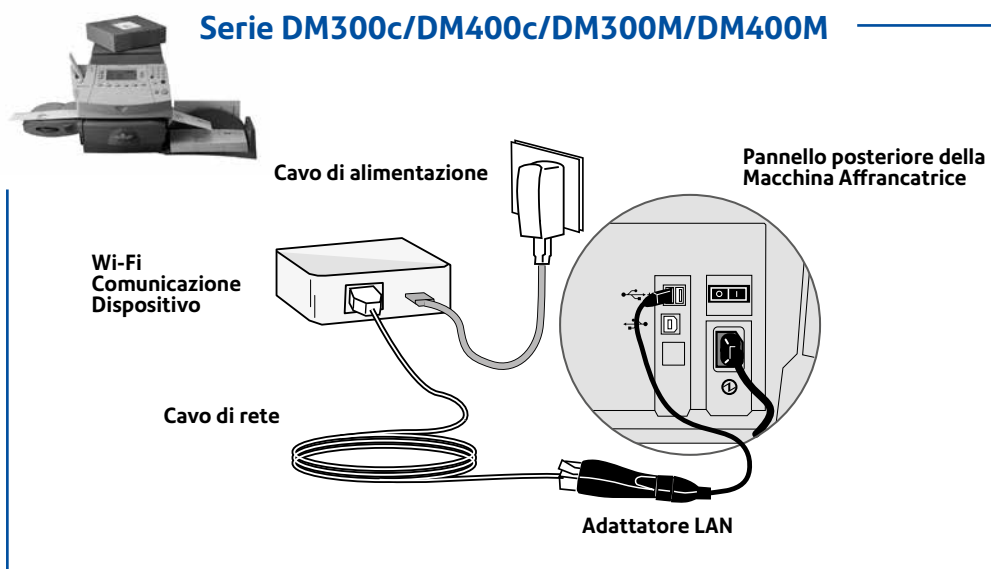 Serie DM300c/DM400c/DM300M/DM400M
Cavo di alimentazione
Pannello posteriore della
Macchina Affrancatrice
Wi-Fi
Comunicazione
Dispositivo
Cavo di rete
Adattatore LAN